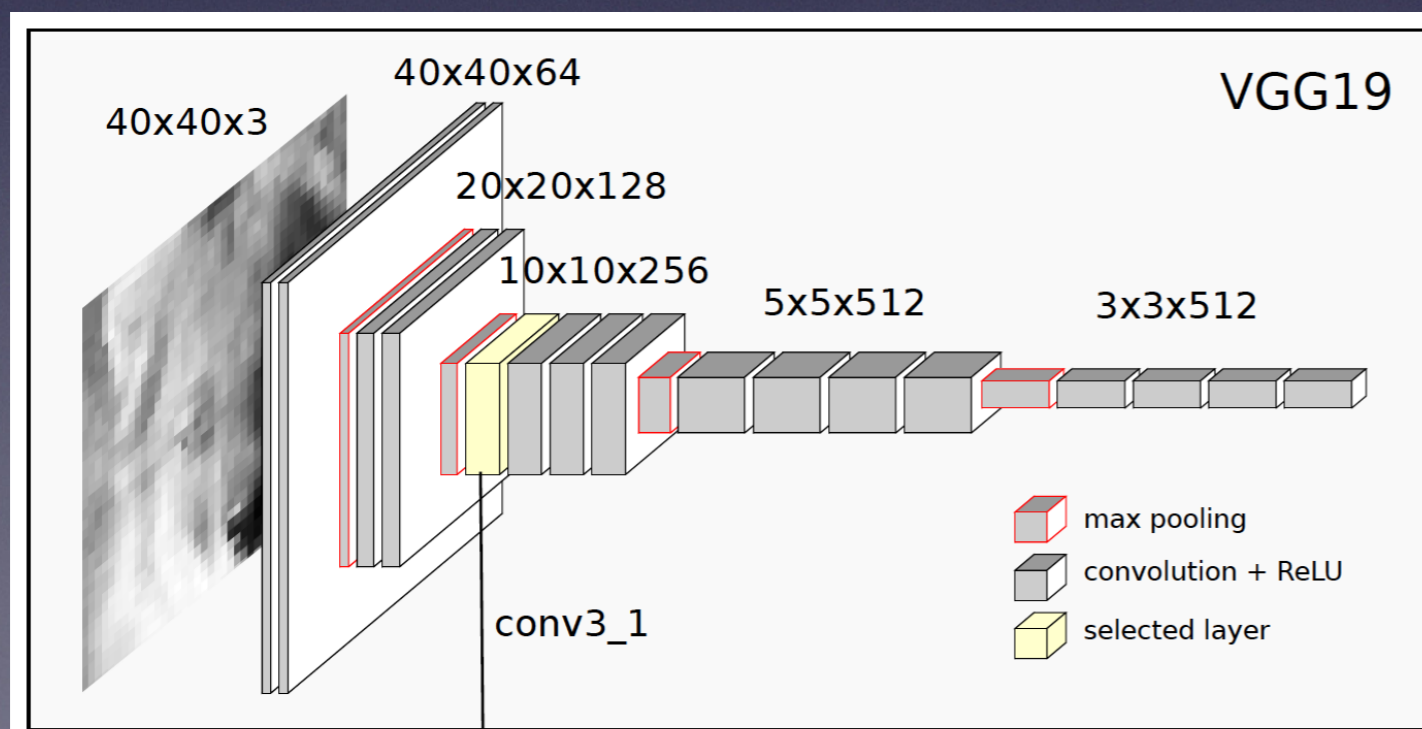 VGG19
40x40x3
40x40x64
20x20x128
10x10x256
5x5x512
3x3x512
conv3_1
max pooling
convolution + ReLU
selected layer